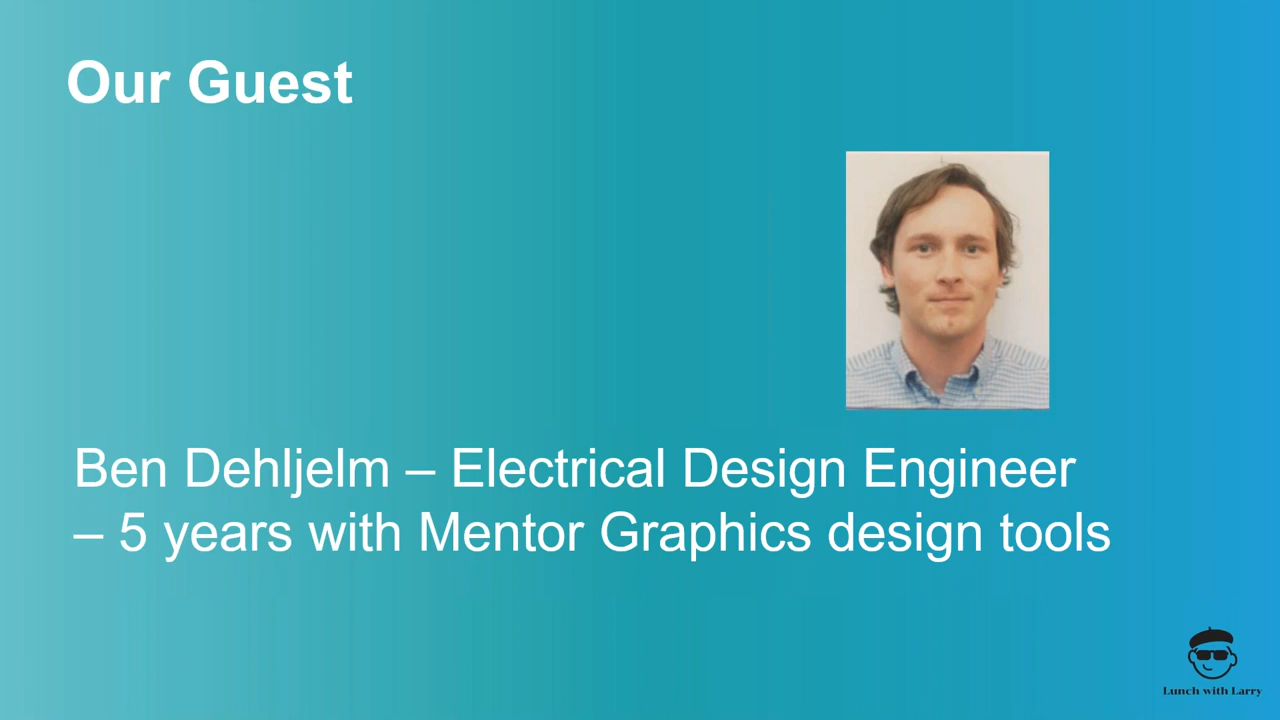 Our Guest
Ben Dehljelm – Electrical Design Engineer
– 5 years with Mentor Graphics design tools
Lunch with Larry